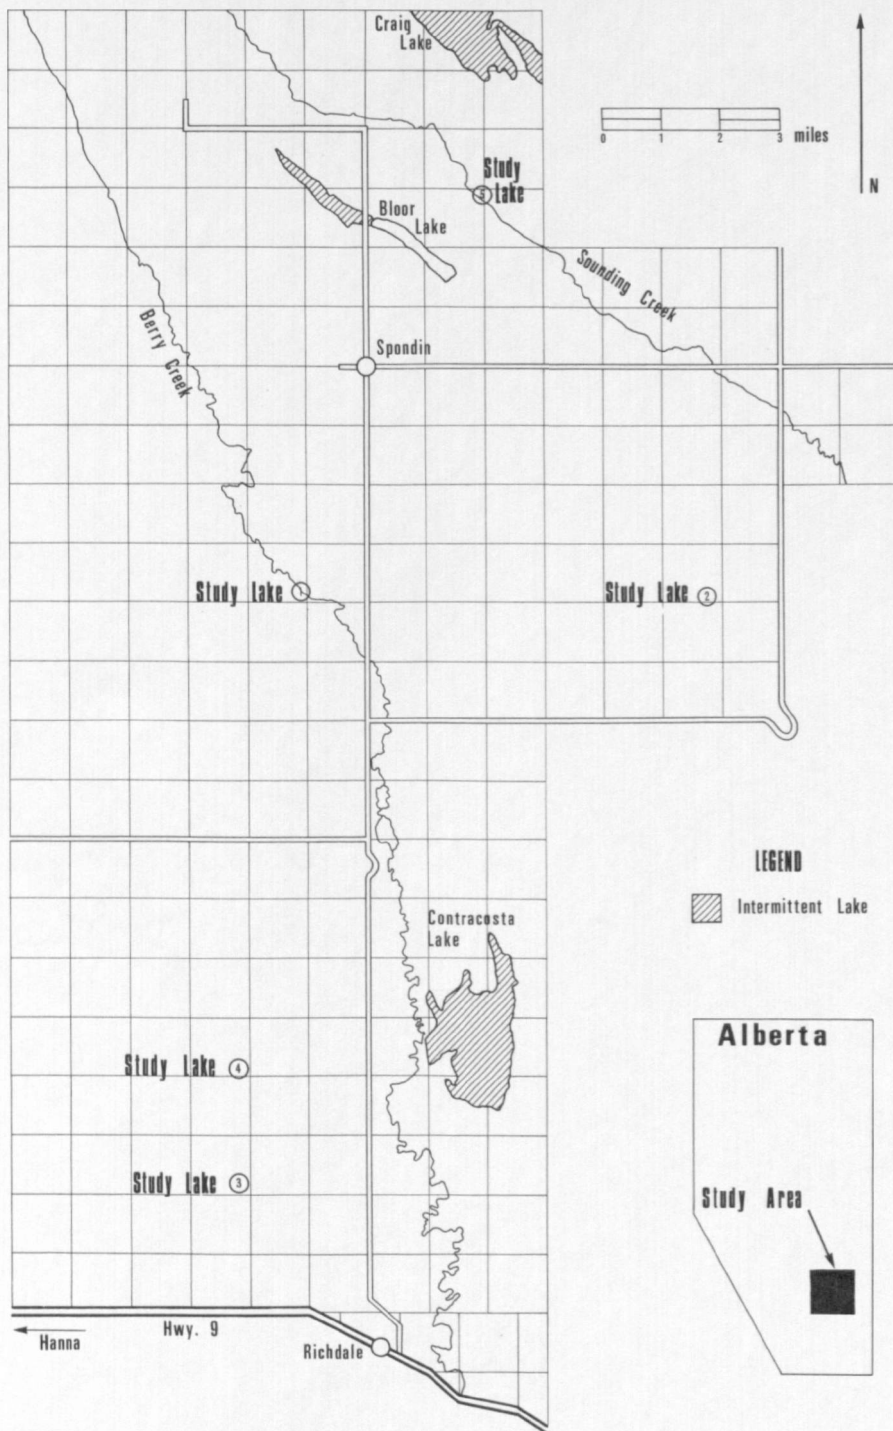 Craig
Lake
0 1 2 3 miles
N
Study
5 Lake
Bloor
Lake
Sounding Creek
Berry Creek
Spondin
Study Lake 1
Study Lake 2
LEGEND
Intermittent Lake
Contracosta
Lake
Alberta
Study Lake 4
Study Lake 3
Study Area
Hwy. 9
Hanna
Richdale